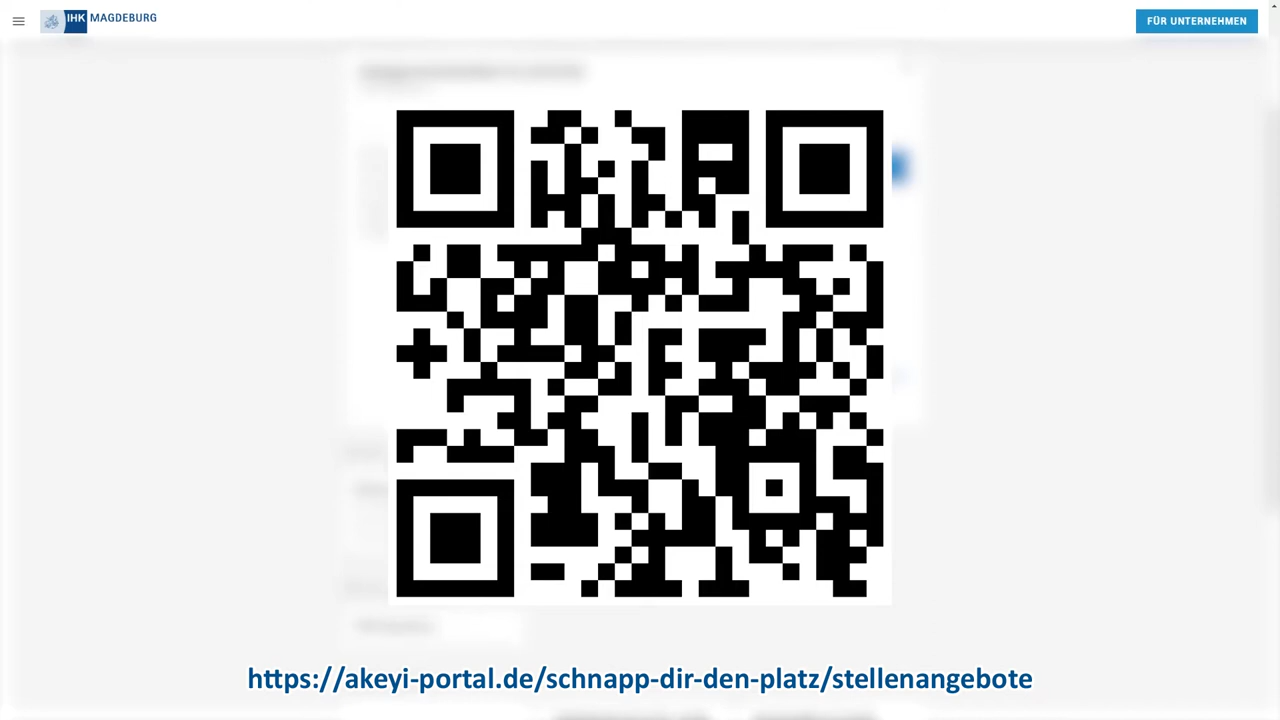 IHK MAGDEBURG
FÜR UNTERNEHMEN
https://akeyi-portal.de/schnapp-dir-den-platz/stellenangebote